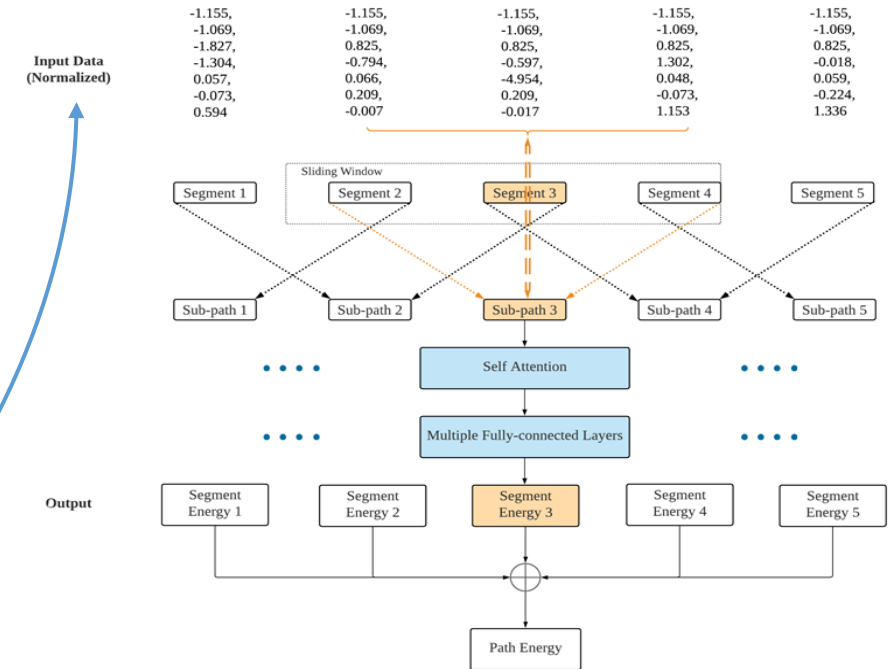 -1.155, -1.155, -1.155, -1.155, -1.155,
-1.069, -1.069, -1.069, -1.069, -1.069,
Input Data -1.827, 0.825, 0.825, 0.825, 0.825,
(Normalized) -1.304, -0.794, -0.597, 1.302, -0.018,
0.057, 0.066, -4.954, 0.048, 0.059,
-0.073, 0.209, 0.209, -0.073, -0.224,
0.594 -0.007 -0.017 1.153 1.336
Sliding Window
Segment 1 Segment 2 Segment 3 Segment 4 Segment 5
Sub-path 1 Sub-path 2 Sub-path 3 Sub-path 4 Sub-path 5
Self Attention
Multiple Fully-connected Layers
Output
Segment Segment Segment Segment Segment
Energy 1 Energy 2 Energy 3 Energy 4 Energy 5
Path Energy